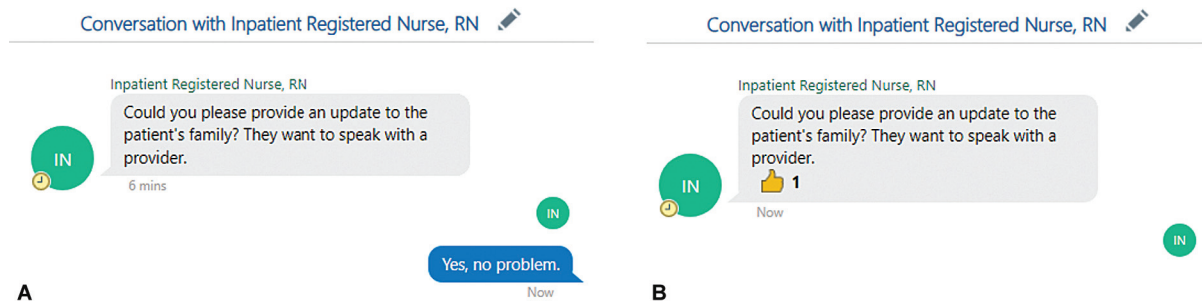 Conversation with Inpatient Registered Nurse, RN
Inpatient Registered Nurse, RN
Could you please provide an update to the
patient's family? They want to speak with a
provider.
IN
6 mins
IN
Yes, no problem.
Now
A
Conversation with Inpatient Registered Nurse, RN
Inpatient Registered Nurse, RN
Could you please provide an update to the
patient's family? They want to speak with a
provider.
1
IN
Now
IN
B